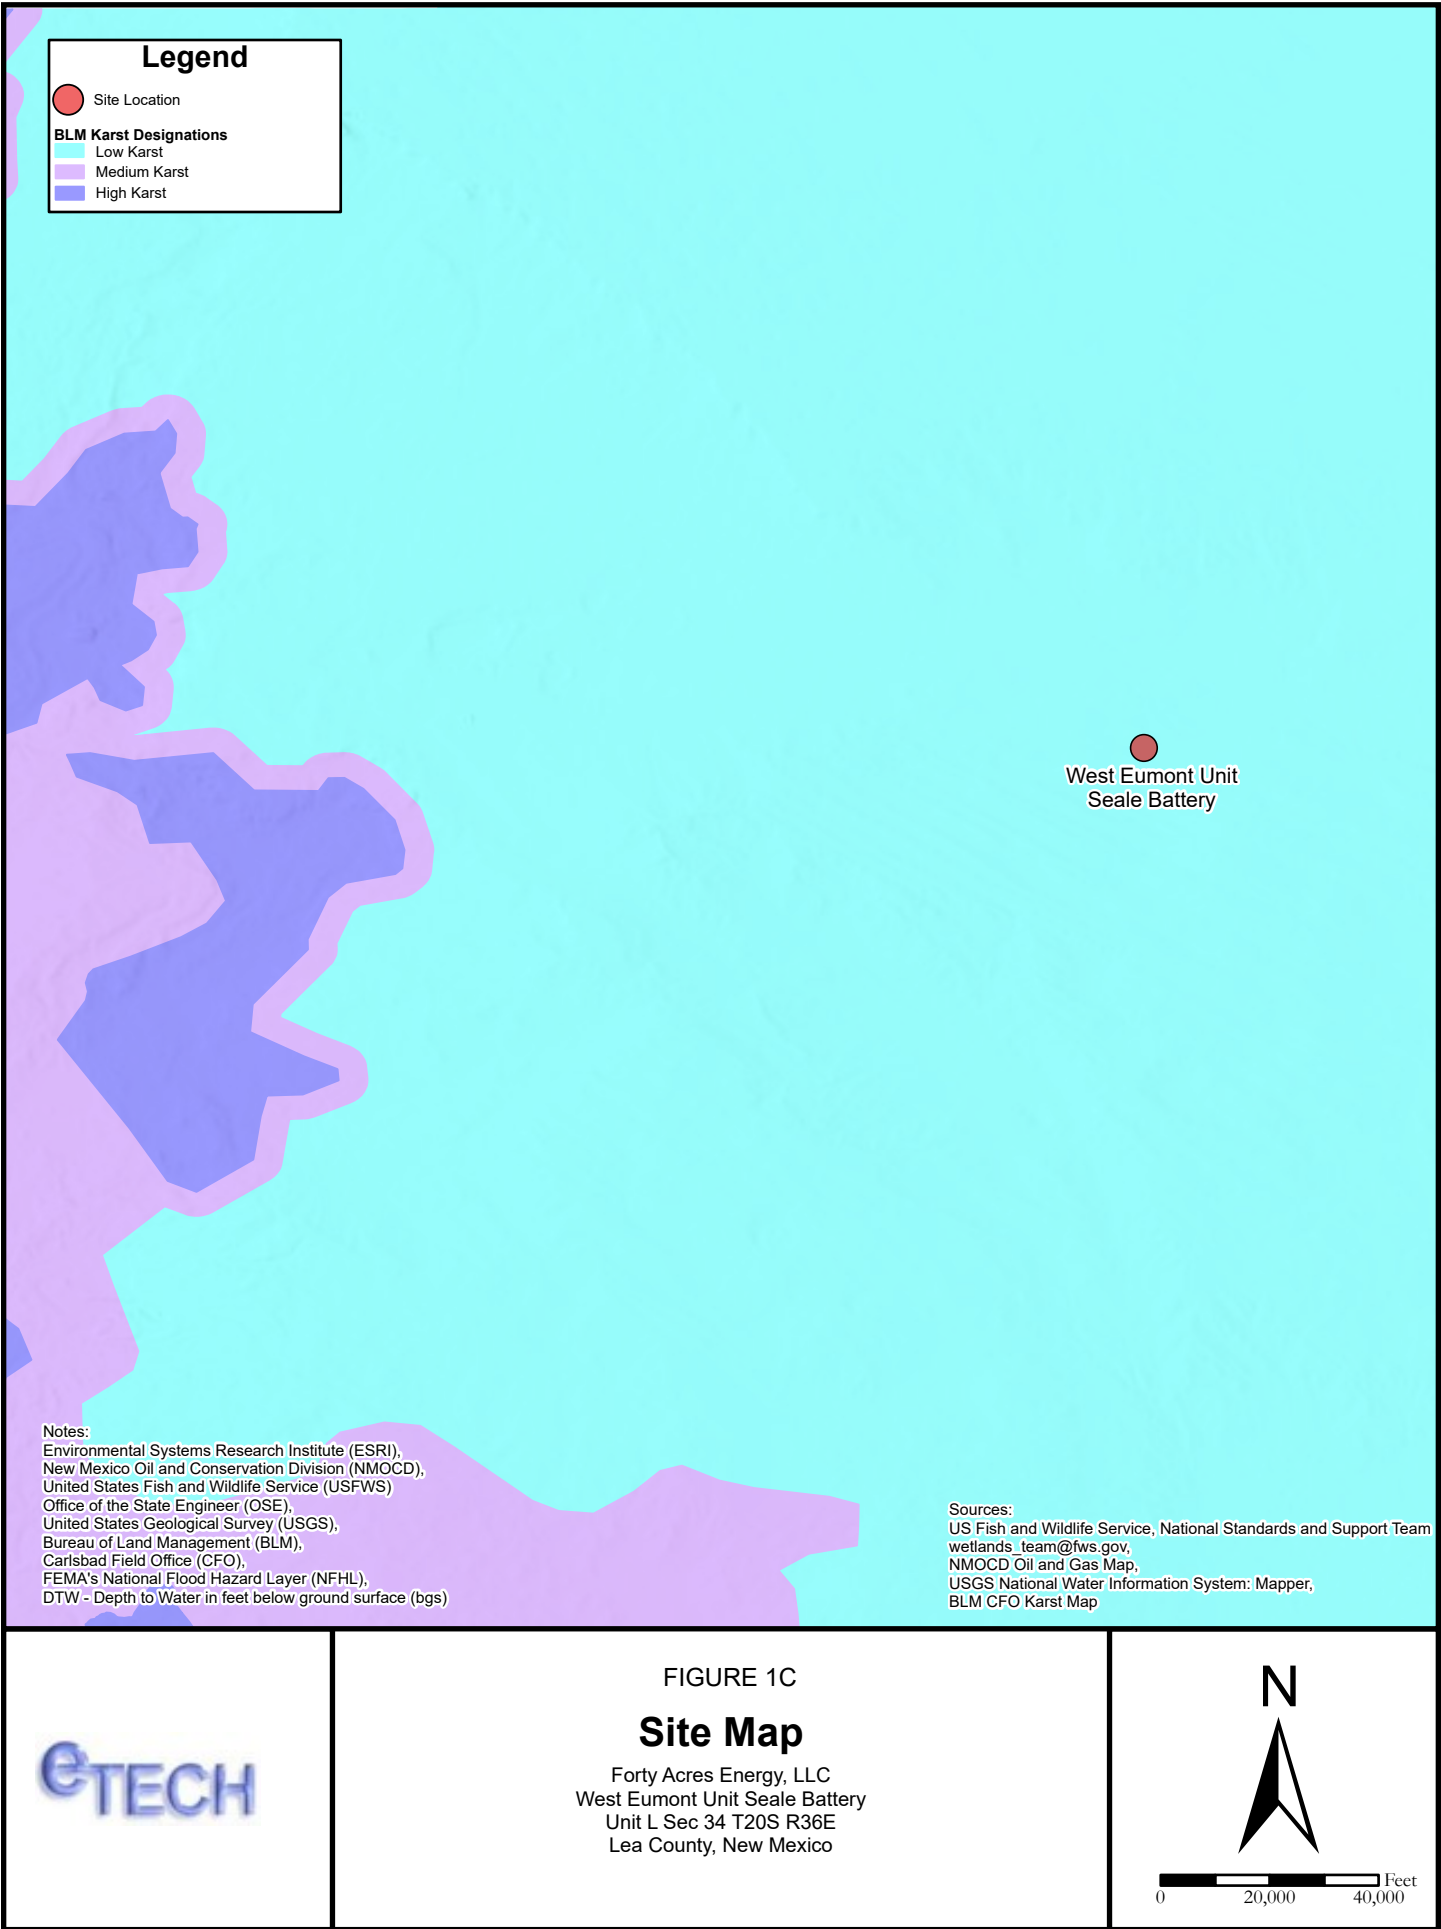 Legend
Site Location
BLM Karst Designations
Low Karst
Medium Karst
High Karst
West Eumont Unit
Seale Battery
Notes:
Environmental Systems Research Institute (ESRI),
New Mexico Oil and Conservation Division (NMOCD),
United States Fish and Wildlife Service (USFWS)
Office of the State Engineer (OSE),
United States Geological Survey (USGS),
Bureau of Land Management (BLM),
Carlsbad Field Office (CFO),
FEMA's National Flood Hazard Layer (NFHL),
DTW - Depth to Water in feet below ground surface (bgs)
Sources:
US Fish and Wildlife Service, National Standards and Support Team
wetlands_team@fws.gov,
NMOCD Oil and Gas Map,
USGS National Water Information System: Mapper,
BLM CFO Karst Map
eTECH
FIGURE 1C
Site Map
Forty Acres Energy, LLC
West Eumont Unit Seale Battery
Unit L Sec 34 T20S R36E
Lea County, New Mexico
N
Feet
0 20,000 40,000